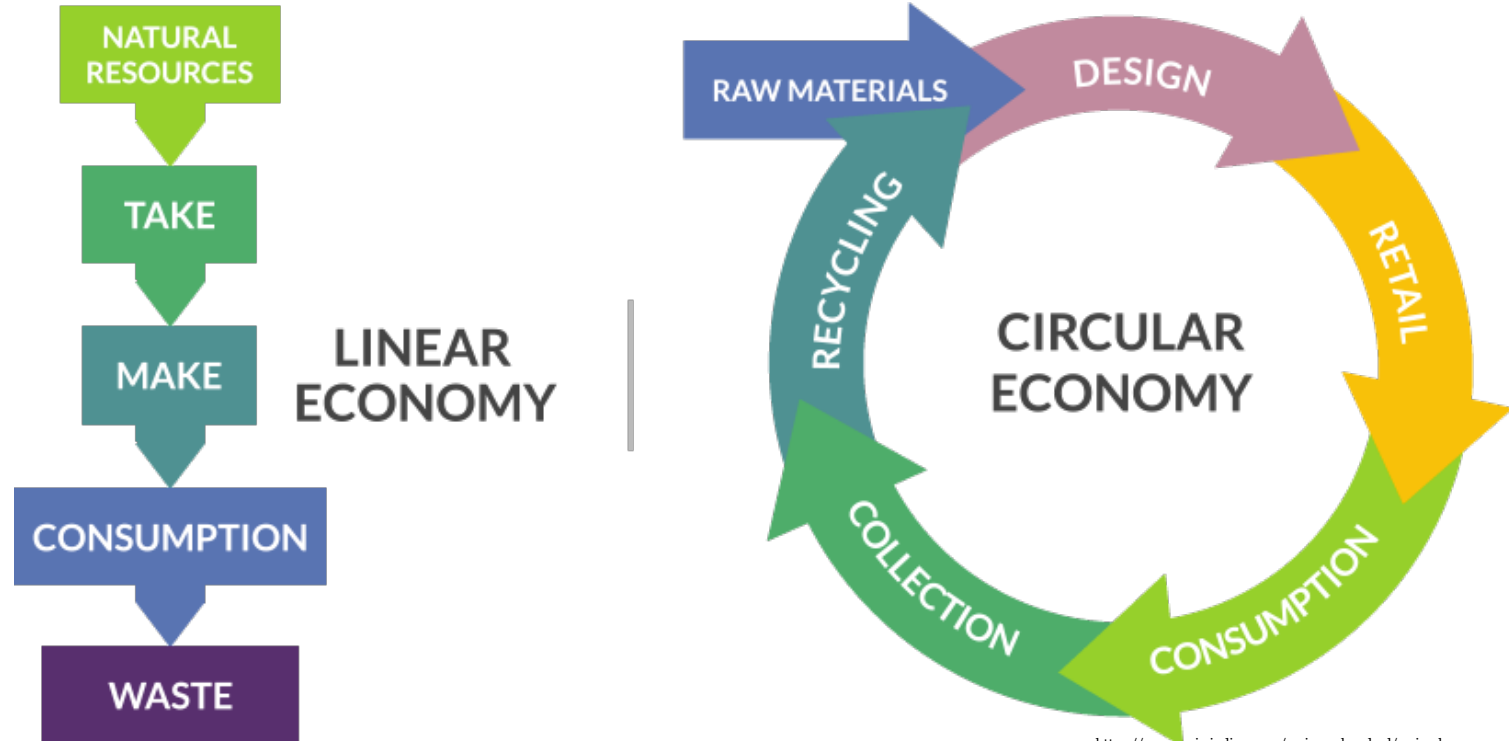 NATURAL
RESOURCES
TAKE
MAKE
CONSUMPTION
WASTE
LINEAR
ECONOMY
RAW MATERIALS
DESIGN
RETAIL
CONSUMPTION
COLLECTION
RECYCLING
CIRCULAR
ECONOMY